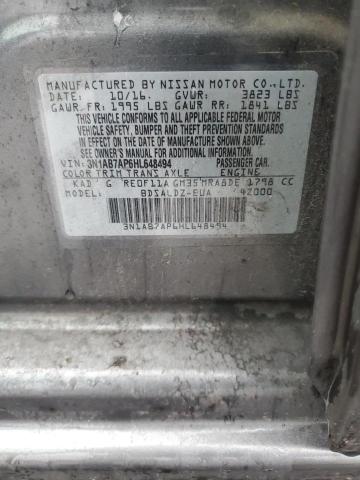 MANUFACTURED BY NISSAN MOTOR CO.,LTD.
DATE: 10/16. GVWR: 3823 LBS
GAWR FR: 1995 LBS GAWR RR: 1841 LBS
THIS VEHICLE CONFORMS TO ALL APPLICABLE
FEDERAL MOTOR VEHICLE
SAFETY, BUMPER AND THEFT PREVENTION STANDARDS
IN EFFECT ON THE DATE OF MANUFACTURE SHOWN ABOVE.
SEE OWNER'S MANUAL FOR ADDITIONAL INFORMATION.
VIN: 3N1AB7AP6HL648494 PASSENGER CAR.
COLOR TRIM TRANS AXLE ENGINE
KAD G RE0F11A GM35 MRA8DE 1798 CC
MODEL: BDSALDZ-EUA 42000
3N1AB7AP6HL648494